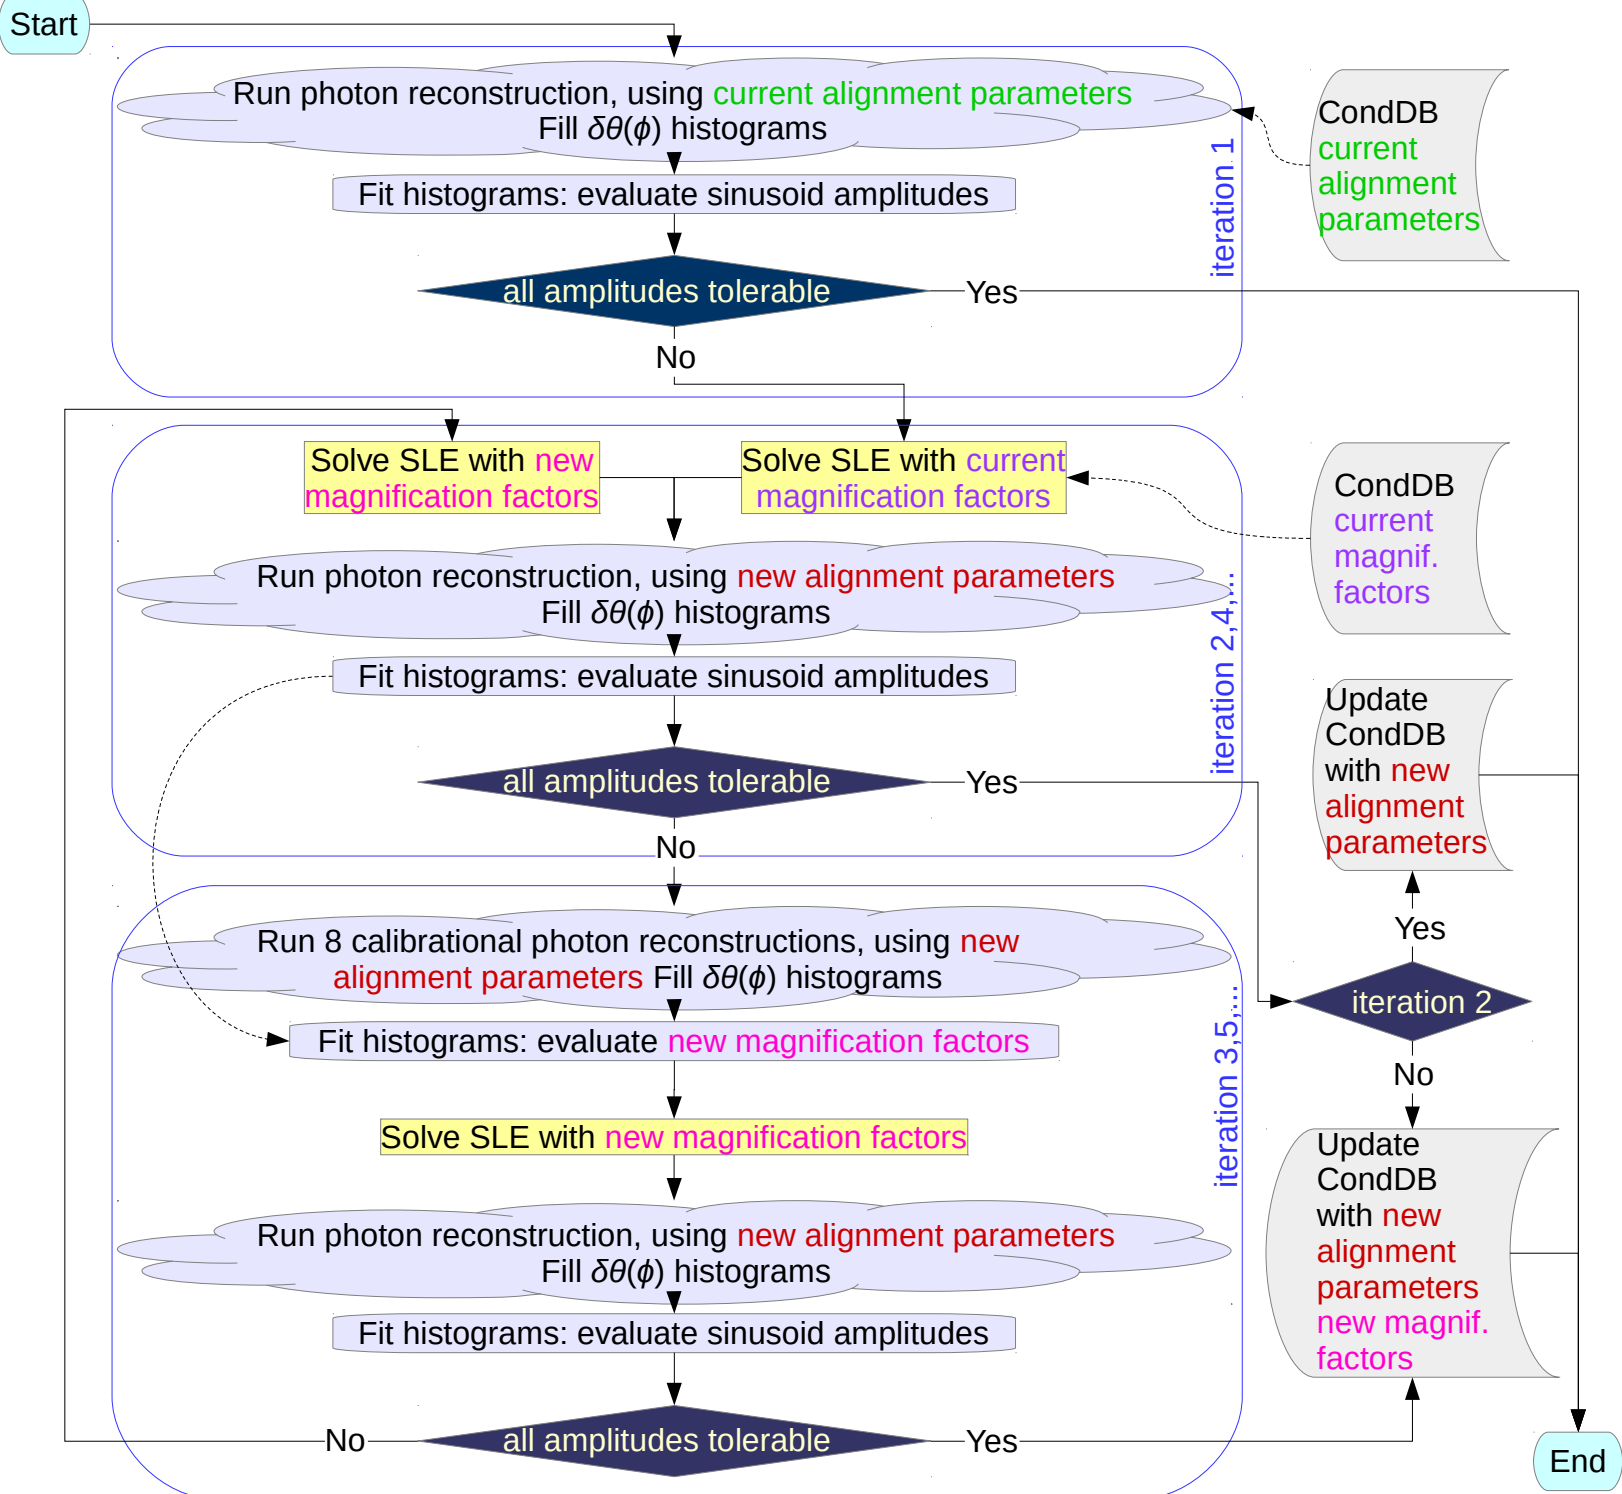 Start
Run photon reconstruction, using current alignment parameters
Fill δθ(ϕ) histograms
Fit histograms: evaluate sinusoid amplitudes
all amplitudes tolerable
Yes
No
iteration 1
CondDB
current
alignment
parameters
Solve SLE with new
magnification factors
Solve SLE with current
magnification factors
CondDB
current
magnif.
factors
Run photon reconstruction, using new alignment parameters
Fill δθ(ϕ) histograms
Fit histograms: evaluate sinusoid amplitudes
all amplitudes tolerable
Yes
No
iteration 2,4,...
Update
CondDB
with new
alignment
parameters
Yes
iteration 2
No
Run 8 calibrational photon reconstructions, using new
alignment parameters Fill δθ(ϕ) histograms
Fit histograms: evaluate new magnification factors
Solve SLE with new magnification factors
iteration 3,5,...
Run photon reconstruction, using new alignment parameters
Fill δθ(ϕ) histograms
Fit histograms: evaluate sinusoid amplitudes
No
all amplitudes tolerable
Yes
Update
CondDB
with new
alignment
parameters
new magnif.
factors
End